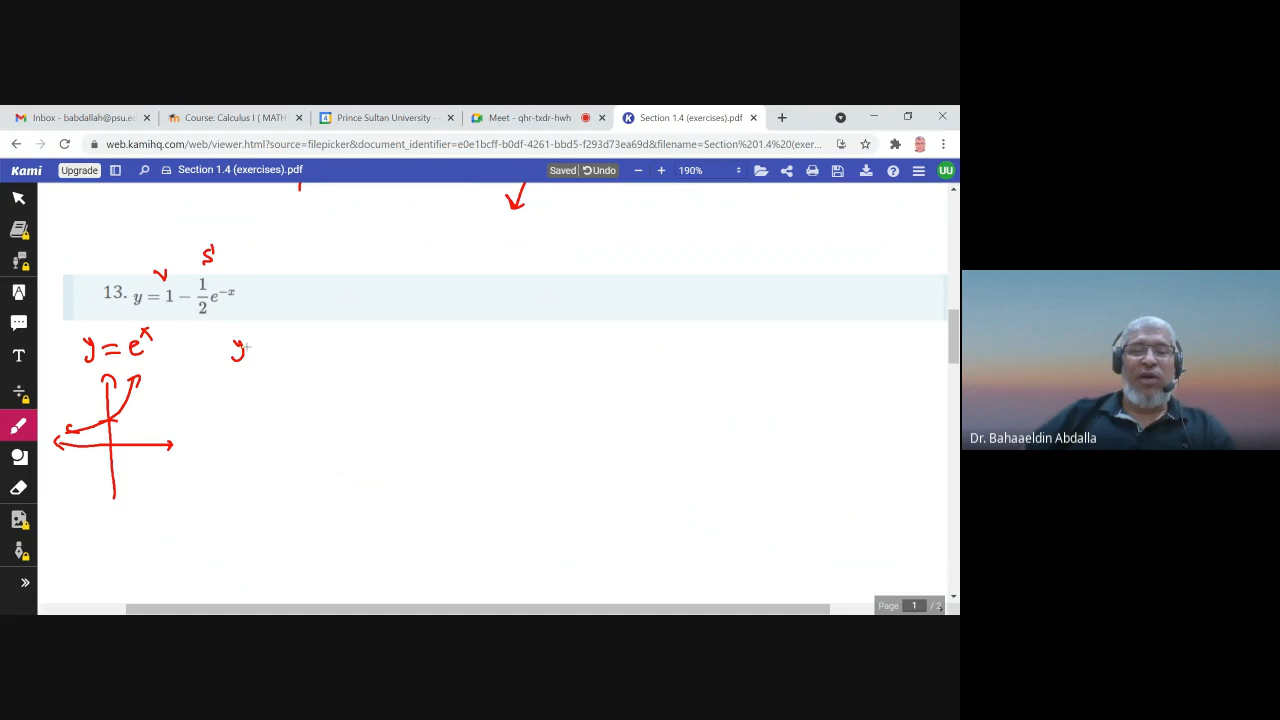 Inbox - babdallah@psu.ed
Course: Calculus I ( MATH
4
Prince Sultan University -
Meet - qhr-txdr-hwh
Section 1.4 (exercises).pdf
web.kamihq.com/web/viewer.html?source=filepicker&document_identifier=e0e1bcff-b0df-4261-bbd5-f293d73ea69d&filename=Section%201.4%20(exer...
Kami
Upgrade
Section 1.4 (exercises).pdf
Saved
Undo
190%
UU
v
13. y = 1 − 1/2 e^−x
y = e^x
y
Dr. Bahaaeldin Abdalla
T
Page 1 / 2